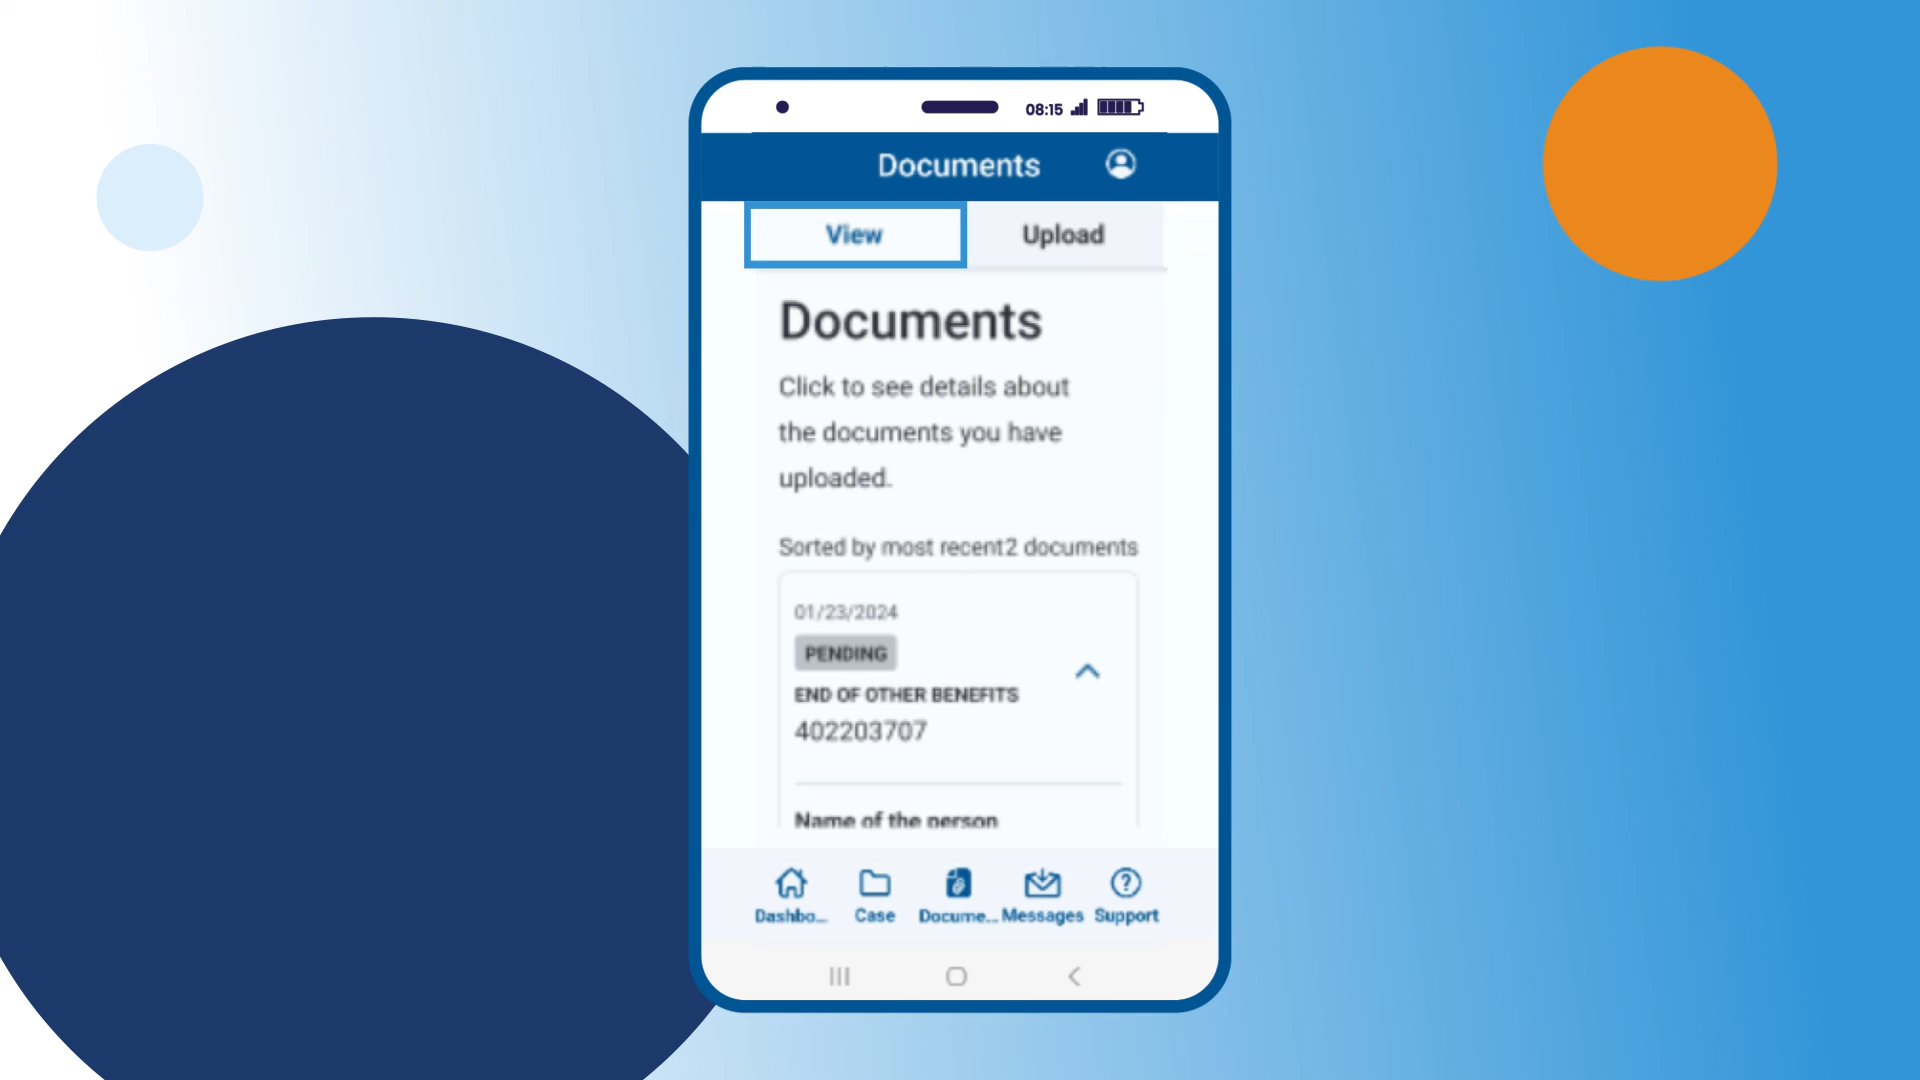 08:15
Documents
View Upload
Documents
Click to see details about
the documents you have
uploaded.
Sorted by most recent2 documents
01/23/2024
PENDING
END OF OTHER BENEFITS
402203707
Name of the person
Dashbo... Case Docume... Messages Support